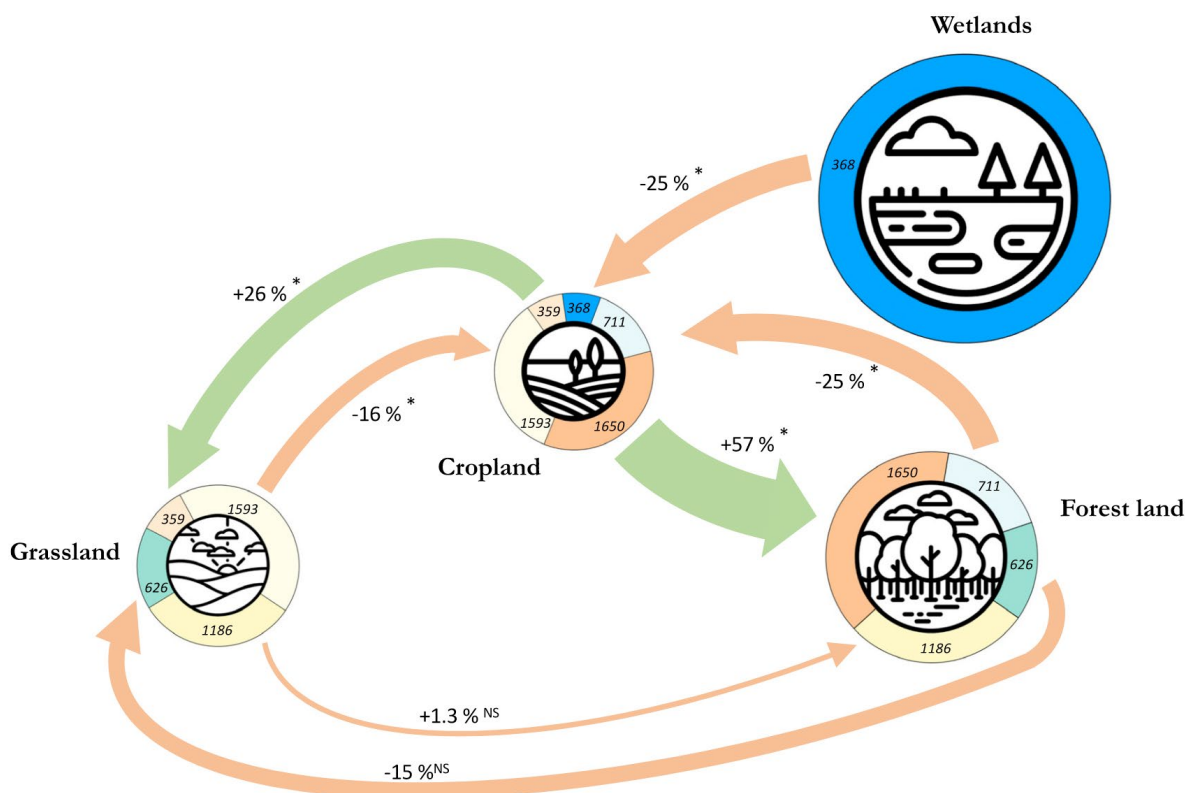 Wetlands
368
-25 % *
+26 % *
359
368
711
1593
1650
-16 % *
-25 % *
Cropland
+57 % *
Grassland
359
1593
626
1186
Forest land
1650
711
626
1186
+1.3 % NS
-15 %NS